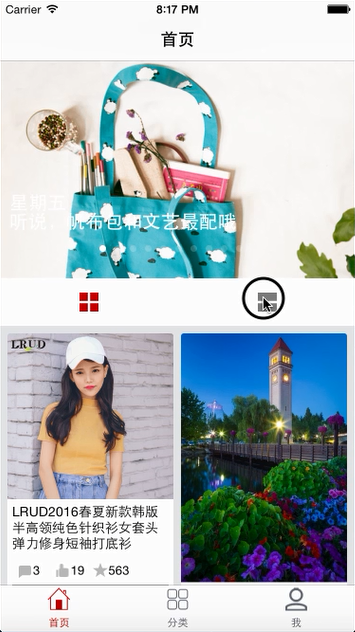 Carrier 8:17 PM
首页
星期五
听说，帆布包和文艺最配哦
LRUD
LRUD2016春夏新款韩版
半高领纯色针织衫女套头
弹力修身短袖打底衫
3 19 563
首页 分类 我